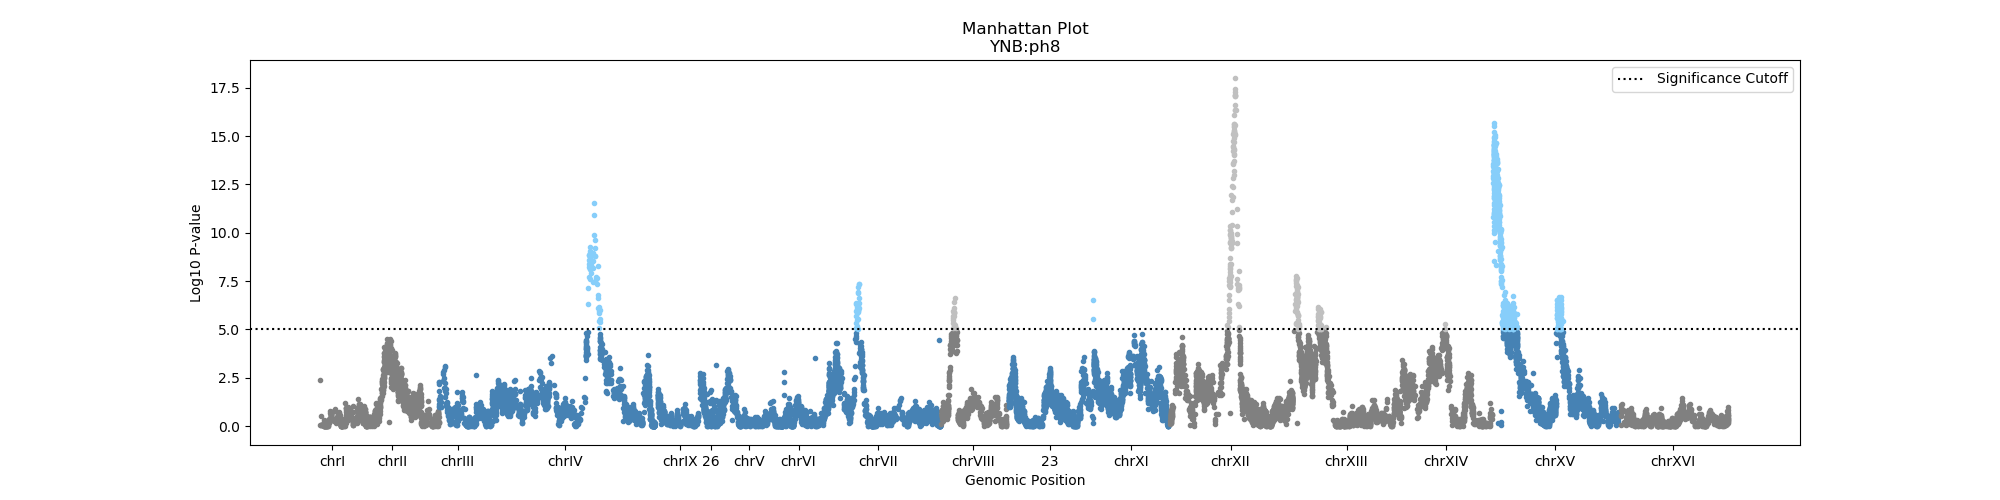 Manhattan Plot
YNB:ph8
Significance Cutoff
17.5
15.0
12.5
10.0
7.5
5.0
2.5
0.0
Log10 P-value
chrI chrII chrIII chrIV chrIX 26 chrV chrVI chrVII chrVIII 23 chrXI chrXII chrXIII chrXIV chrXV chrXVI
Genomic Position